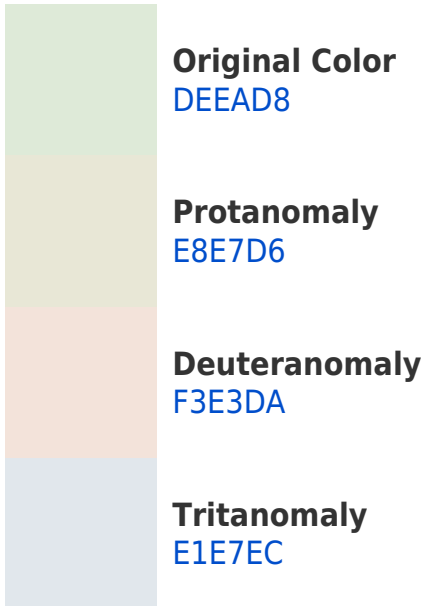 Original Color
DEEAD8
Protanomaly
E8E7D6
Deuteranomaly
F3E3DA
Tritanomaly
E1E7EC